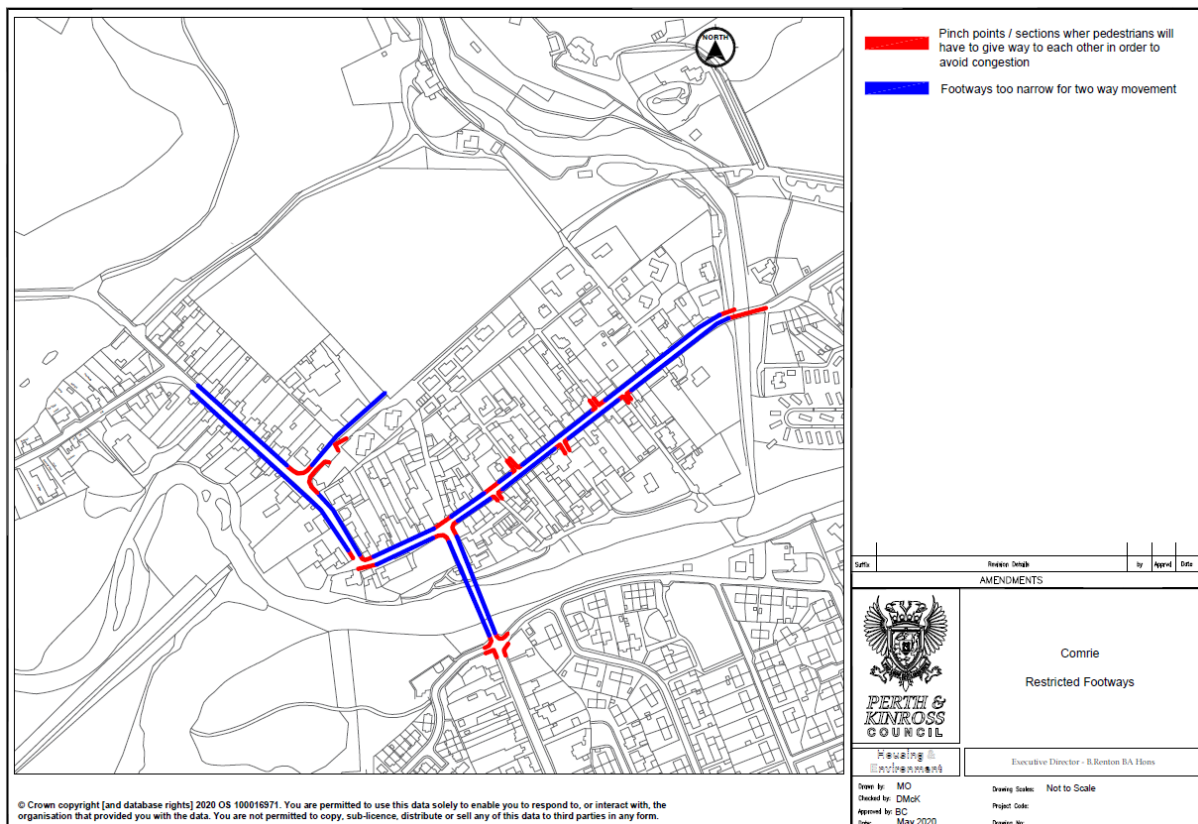 NORTH
Pinch points / sections wher pedestrians will
have to give way to each other in order to
avoid congestion
Footways too narrow for two way movement
Suffix Revision Details by Apprvd Date
AMENDMENTS
PERTH &
KINROSS
COUNCIL
Comrie
Restricted Footways
Housing &
Environment
Executive Director - B.Renton BA Hons
Drawn by: MO
Checked by: DMcK
Approved by: BC
Date: May 2020
Drawing Scales: Not to Scale
Project Code:
Drawing No:
© Crown copyright [and database rights] 2020 OS 100016971. You are permitted to use this data solely to enable you to respond to, or interact with, the
organisation that provided you with the data. You are not permitted to copy, sub-licence, distribute or sell any of this data to third parties in any form.